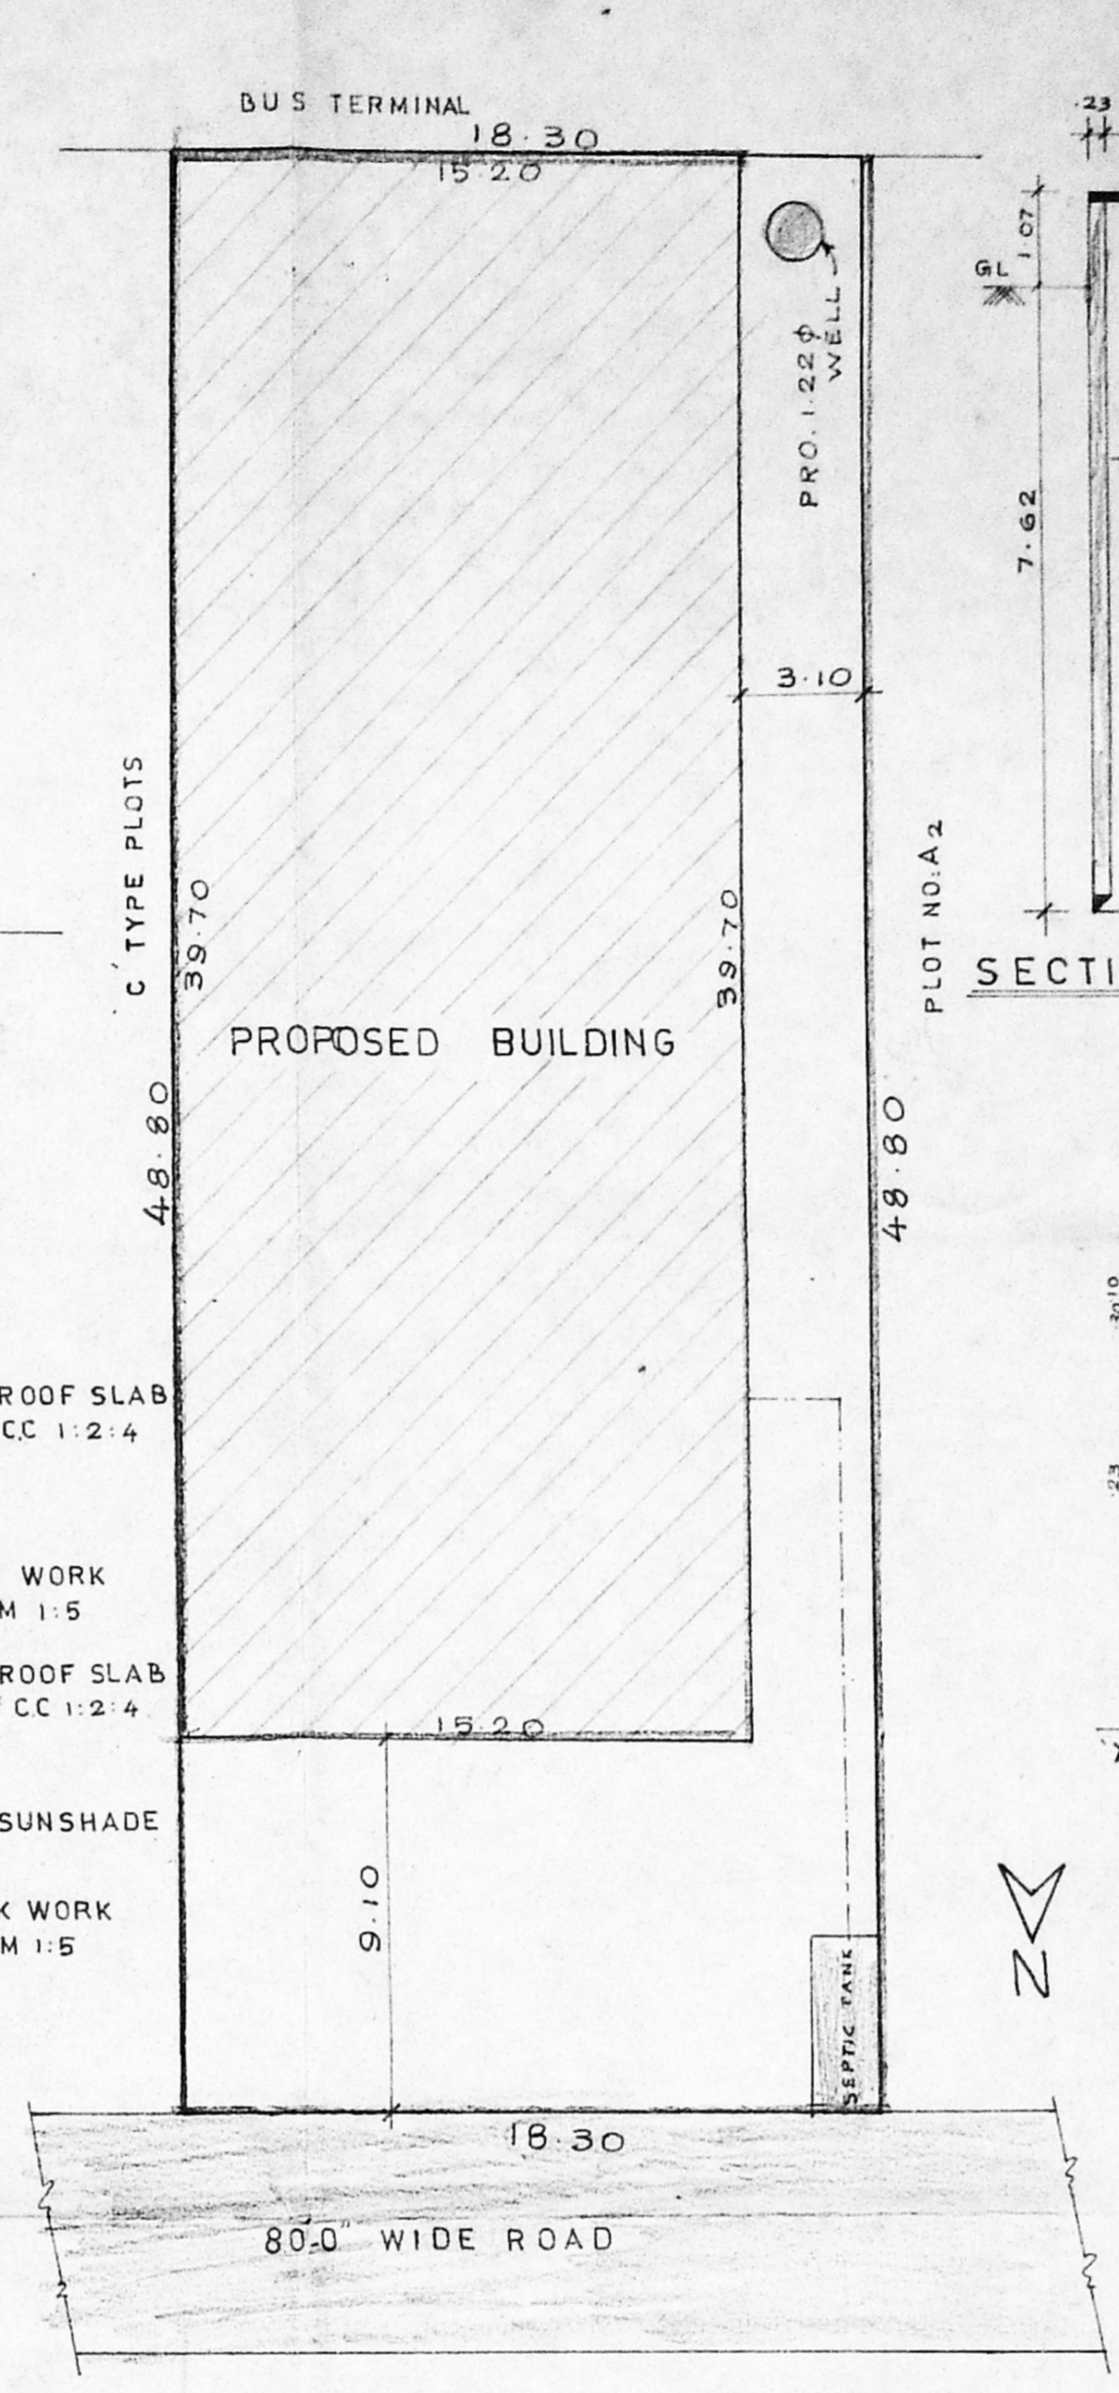 BUS TERMINAL
18.30
15.20
.23
1.07
GL
PRO. 1.22 φ
WELL
7.62
3.10
'C' TYPE PLOTS
39.70
39.70
PLOT NO: A2
SECTI
PROPOSED BUILDING
48.80
48.80
ROOF SLAB
C.C 1:2:4
.23
WORK
M 1:5
ROOF SLAB
C.C 1:2:4
15.20
SUNSHADE
9.10
K WORK
M 1:5
SEPTIC TANK
N
18.30
80'-0" WIDE ROAD